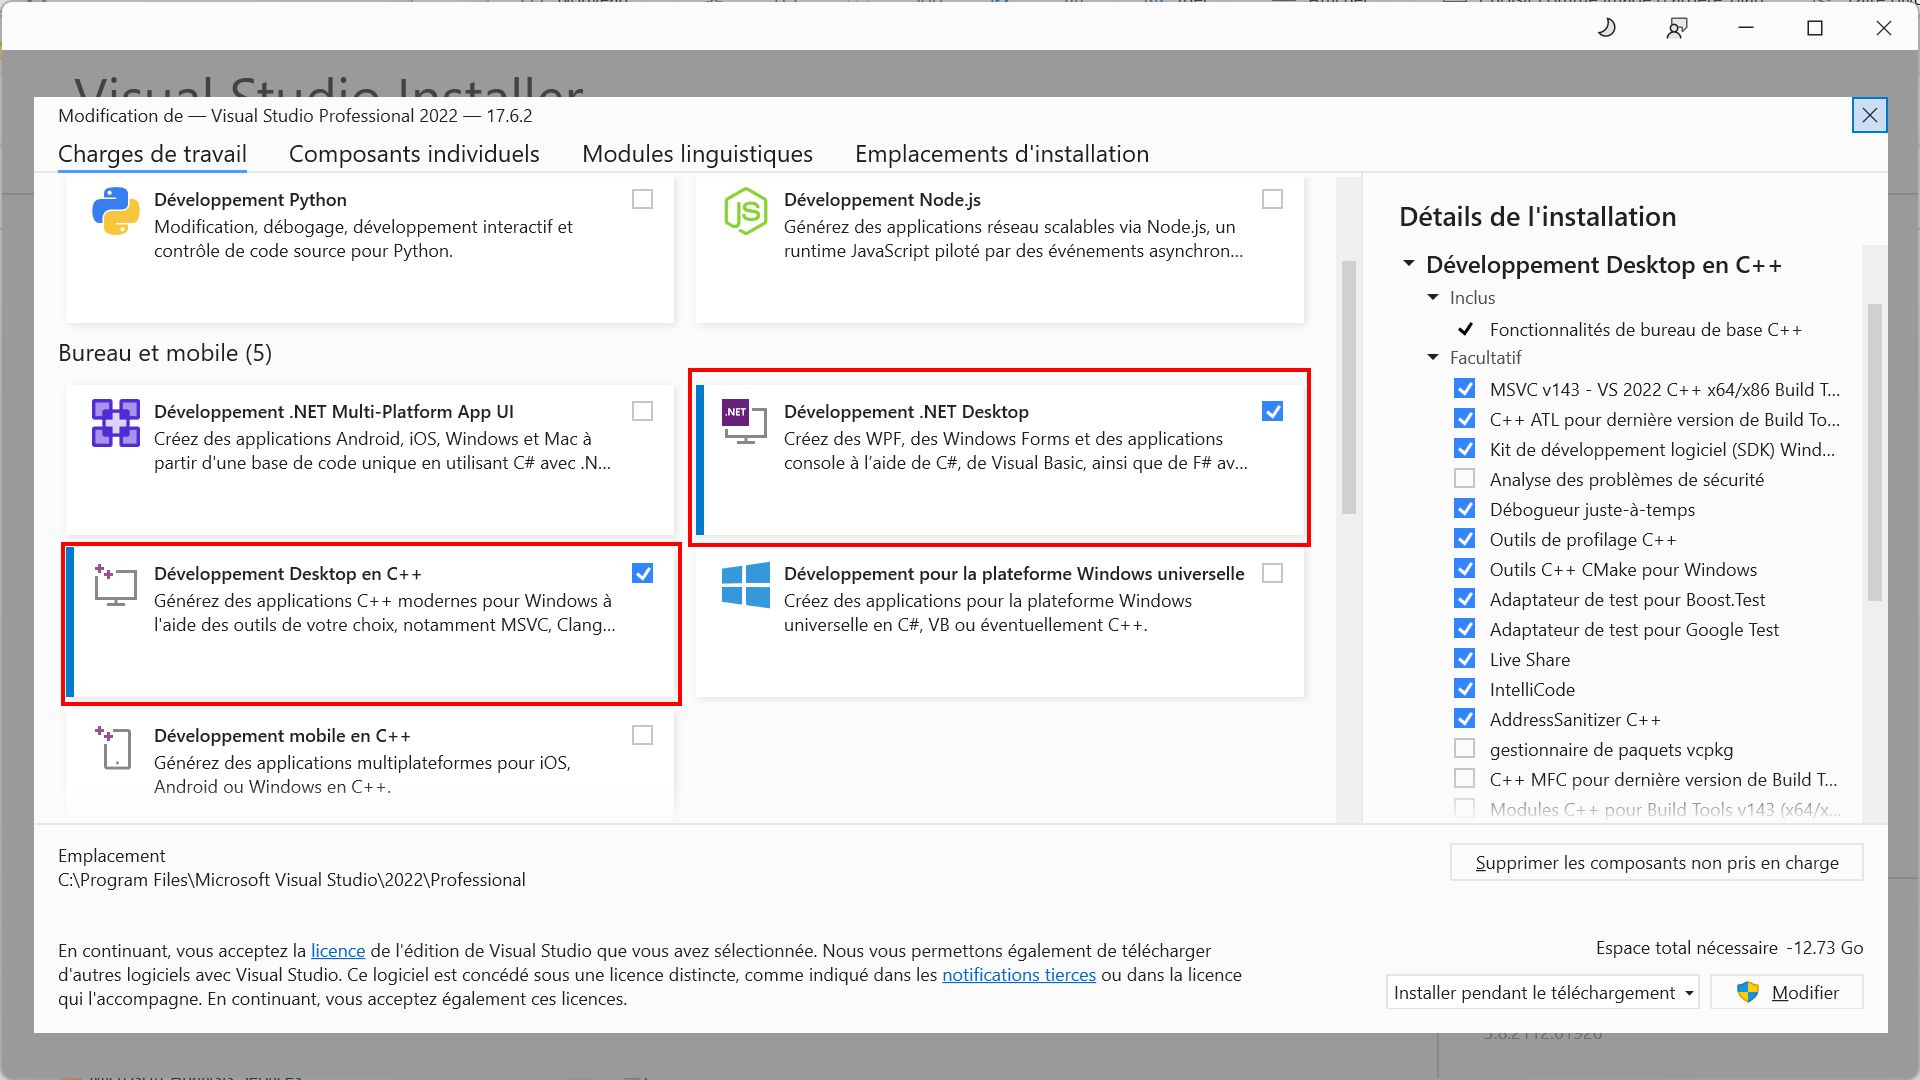 Visual Studio Installer
Modification de — Visual Studio Professional 2022 — 17.6.2
Charges de travail
Composants individuels
Modules linguistiques
Emplacements d'installation
Développement Python
Modification, débogage, développement interactif et
contrôle de code source pour Python.
Développement Node.js
Générez des applications réseau scalables via Node.js, un
runtime JavaScript piloté par des événements asynchron...
Bureau et mobile (5)
Développement .NET Multi-Platform App UI
Créez des applications Android, iOS, Windows et Mac à
partir d'une base de code unique en utilisant C# avec .N...
.NET
Développement .NET Desktop
Créez des WPF, des Windows Forms et des applications
console à l’aide de C#, de Visual Basic, ainsi que de F# av...
Développement Desktop en C++
Générez des applications C++ modernes pour Windows à
l'aide des outils de votre choix, notamment MSVC, Clang...
Développement pour la plateforme Windows universelle
Créez des applications pour la plateforme Windows
universelle en C#, VB ou éventuellement C++.
Développement mobile en C++
Générez des applications multiplateformes pour iOS,
Android ou Windows en C++.
Détails de l'installation
Développement Desktop en C++
Inclus
Fonctionnalités de bureau de base C++
Facultatif
MSVC v143 - VS 2022 C++ x64/x86 Build T...
C++ ATL pour dernière version de Build To...
Kit de développement logiciel (SDK) Wind...
Analyse des problèmes de sécurité
Débogueur juste-à-temps
Outils de profilage C++
Outils C++ CMake pour Windows
Adaptateur de test pour Boost.Test
Adaptateur de test pour Google Test
Live Share
IntelliCode
AddressSanitizer C++
gestionnaire de paquets vcpkg
C++ MFC pour dernière version de Build T...
Modules C++ pour Build Tools v143 (x64/x...
Emplacement
C:\Program Files\Microsoft Visual Studio\2022\Professional
Supprimer les composants non pris en charge
En continuant, vous acceptez la licence de l'édition de Visual Studio que vous avez sélectionnée. Nous vous permettons également de télécharger
d'autres logiciels avec Visual Studio. Ce logiciel est concédé sous une licence distincte, comme indiqué dans les notifications tierces ou dans la licence
qui l'accompagne. En continuant, vous acceptez également ces licences.
Espace total nécessaire -12.73 Go
Installer pendant le téléchargement
Modifier